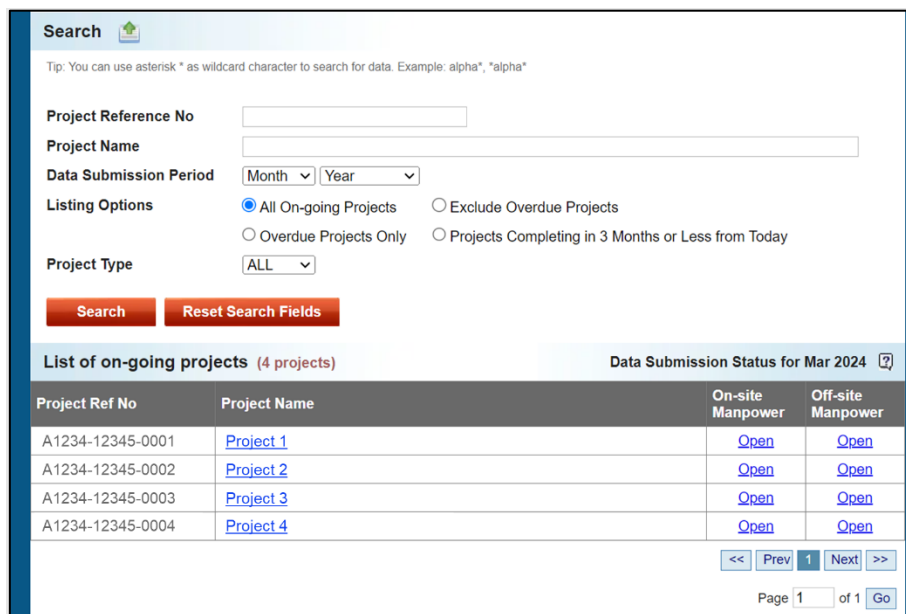 Search
Tip: You can use asterisk * as wildcard character to search for data. Example: alpha*, *alpha*
Project Reference No
Project Name
Data Submission Period Month Year
Listing Options All On-going Projects Exclude Overdue Projects
Overdue Projects Only Projects Completing in 3 Months or Less from Today
Project Type ALL
Search Reset Search Fields
List of on-going projects (4 projects) Data Submission Status for Mar 2024 ?
Project Ref No Project Name On-site Manpower Off-site Manpower
A1234-12345-0001 Project 1 Open Open
A1234-12345-0002 Project 2 Open Open
A1234-12345-0003 Project 3 Open Open
A1234-12345-0004 Project 4 Open Open
<< Prev 1 Next >>
Page 1 of 1 Go